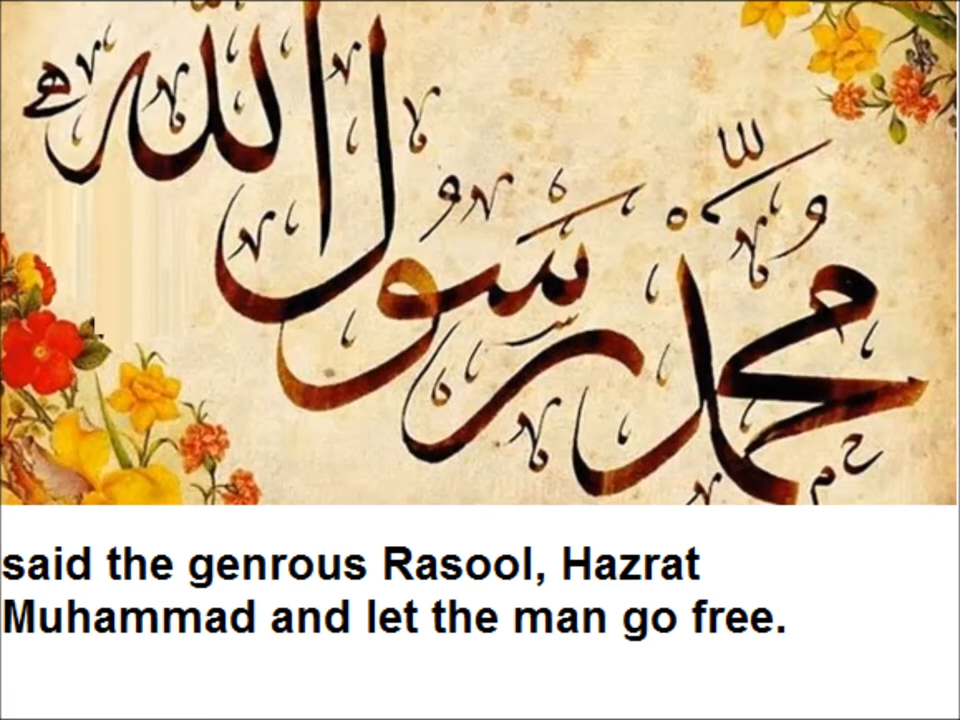 محمد رسول الله
said the genrous Rasool, Hazrat
Muhammad and let the man go free.